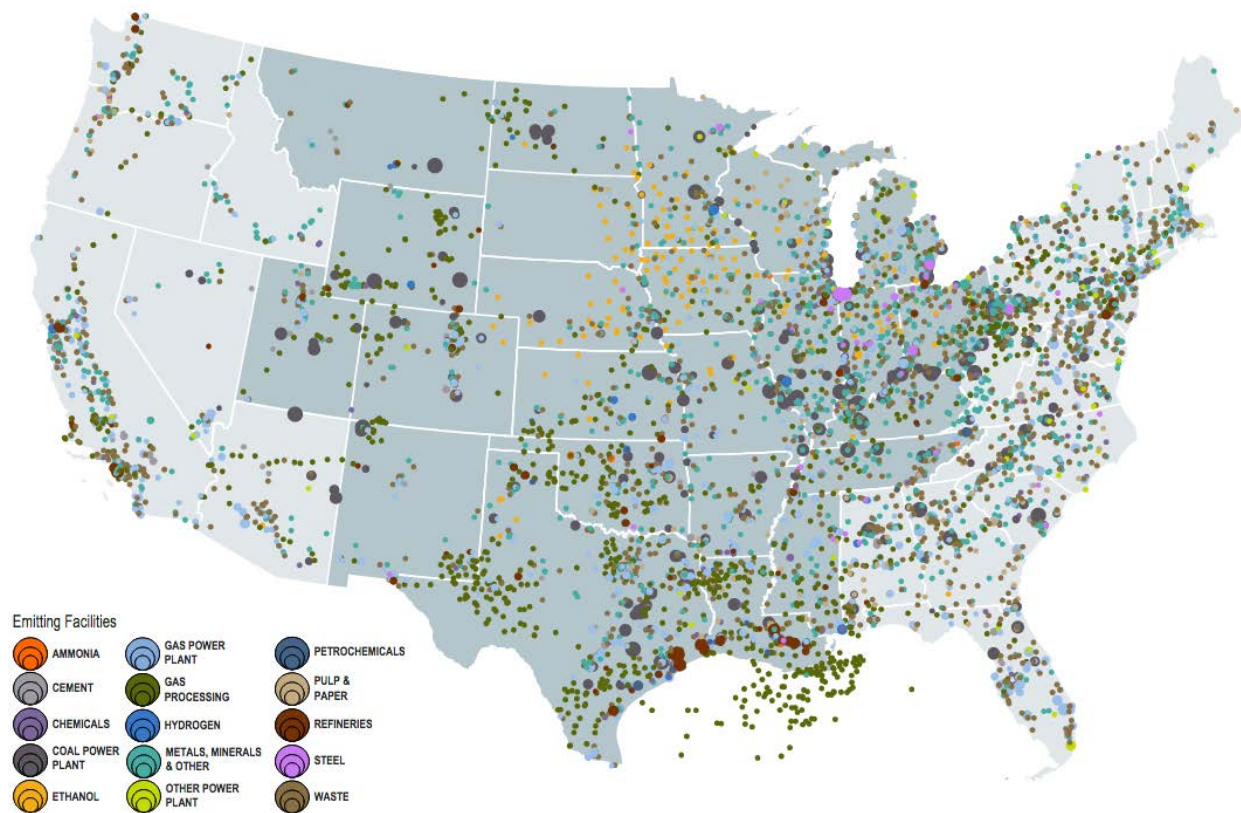 Emitting Facilities
AMMONIA
CEMENT
CHEMICALS
COAL POWER
PLANT
ETHANOL
GAS POWER
PLANT
GAS
PROCESSING
HYDROGEN
METALS, MINERALS
& OTHER
OTHER POWER
PLANT
PETROCHEMICALS
PULP &
PAPER
REFINERIES
STEEL
WASTE